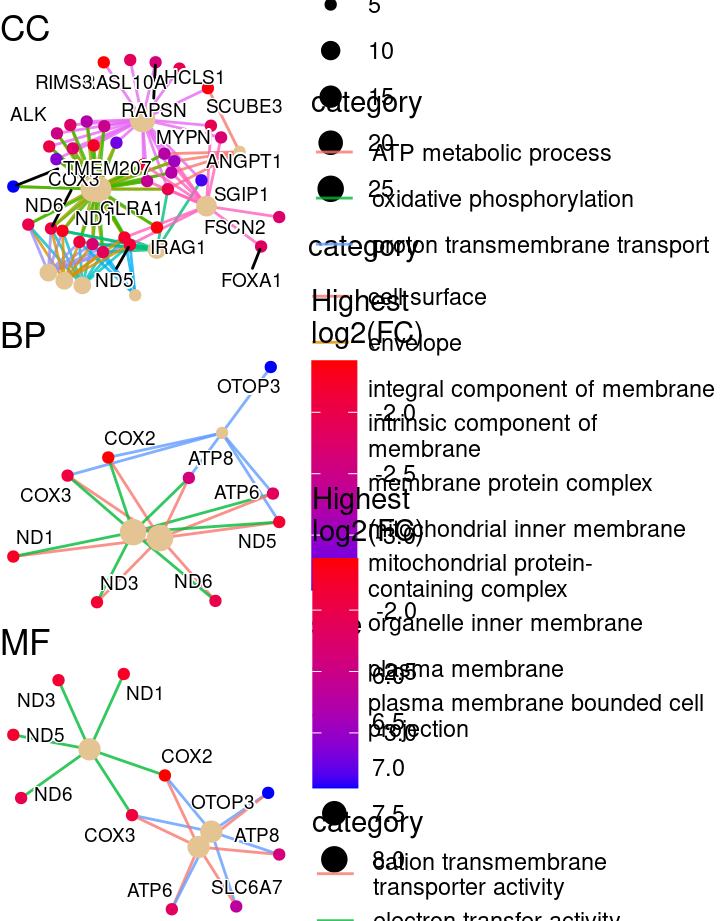 CC
RIMS3
RASL10A
HCLS1
ALK
RAPSN
SCUBE3
MYPN
TMEM207
COX3
ANGPT1
ND6
ND1
GLRA1
SGIP1
IRAG1
FSCN2
ND5
FOXA1
BP
OTOP3
COX2
ATP8
COX3
ATP6
ND1
ND5
ND3
ND6
MF
ND3
ND1
ND5
COX2
ND6
OTOP3
COX3
ATP8
ATP6
SLC6A7
5
10
15
category
20
ATP metabolic process
25
oxidative phosphorylation
proton transmembrane transport
category
cell surface
Highest
log2(FC)
envelope
integral component of membrane
-2.0
intrinsic component of
membrane
-2.5
membrane protein complex
Highest
log2(FC)
mitochondrial inner membrane
-3.0
mitochondrial protein-
containing complex
-2.0
organelle inner membrane
plasma membrane
-2.5
6.0
plasma membrane bounded cell
projection
6.5
-3.0
7.0
7.5
category
8.0
cation transmembrane
transporter activity
electron transfer activity